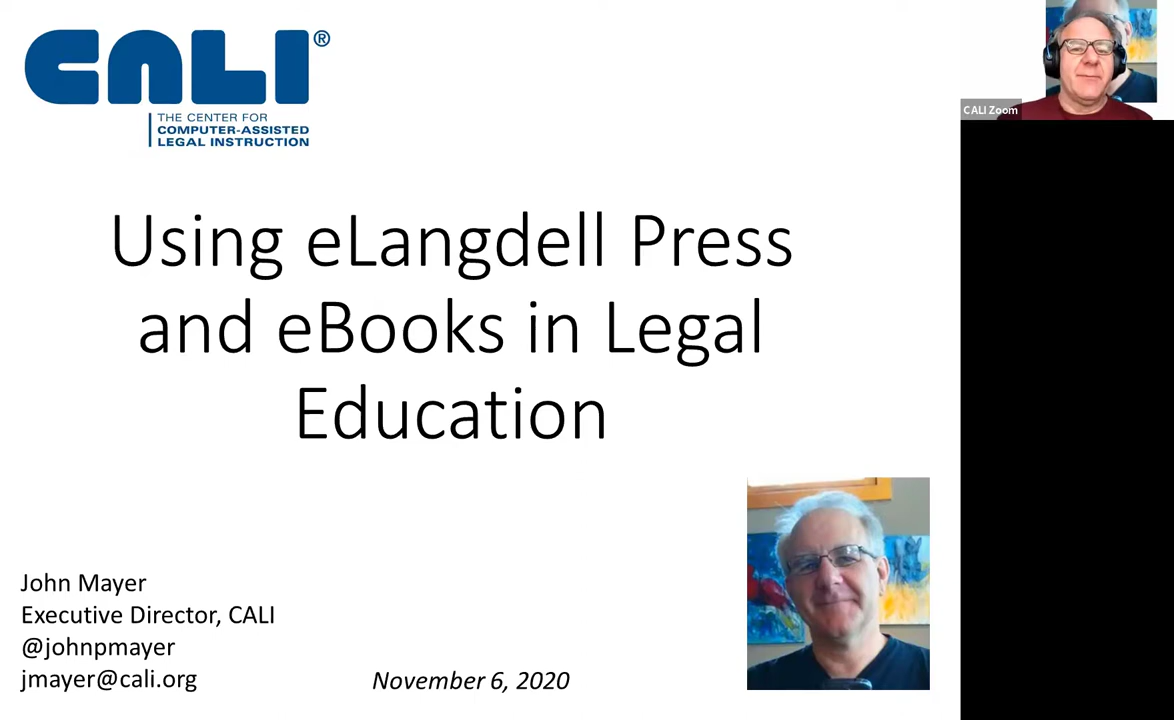 CALI®
THE CENTER FOR
COMPUTER-ASSISTED
LEGAL INSTRUCTION
CALI Zoom
Using eLangdell Press
and eBooks in Legal
Education
John Mayer
Executive Director, CALI
@johnpmayer
jmayer@cali.org
November 6, 2020